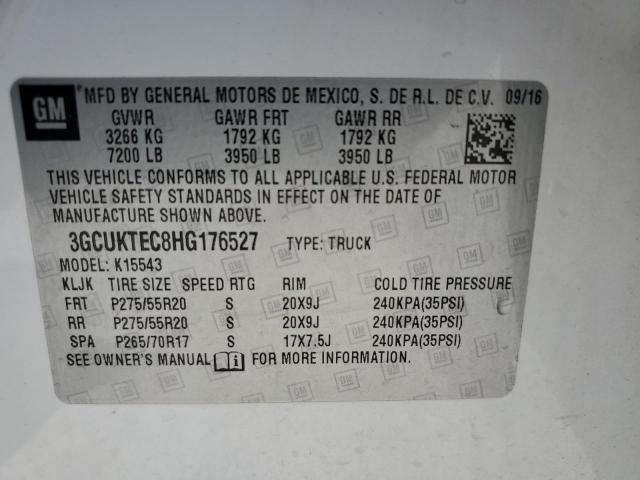 GM
MFD BY GENERAL MOTORS DE MEXICO, S. DE R.L. DE C.V. 09/16
GVWR GAWR FRT GAWR RR
3266 KG 1792 KG 1792 KG
7200 LB 3950 LB 3950 LB
THIS VEHICLE CONFORMS TO ALL APPLICABLE U.S. FEDERAL MOTOR
VEHICLE SAFETY STANDARDS IN EFFECT ON THE DATE OF
MANUFACTURE SHOWN ABOVE.
3GCUKTEC8HG176527 TYPE: TRUCK
MODEL: K15543
KLJK TIRE SIZE SPEED RTG RIM COLD TIRE PRESSURE
FRT P275/55R20 S 20X9J 240KPA(35PSI)
RR P275/55R20 S 20X9J 240KPA(35PSI)
SPA P265/70R17 S 17X7.5J 240KPA(35PSI)
SEE OWNER'S MANUAL FOR MORE INFORMATION.